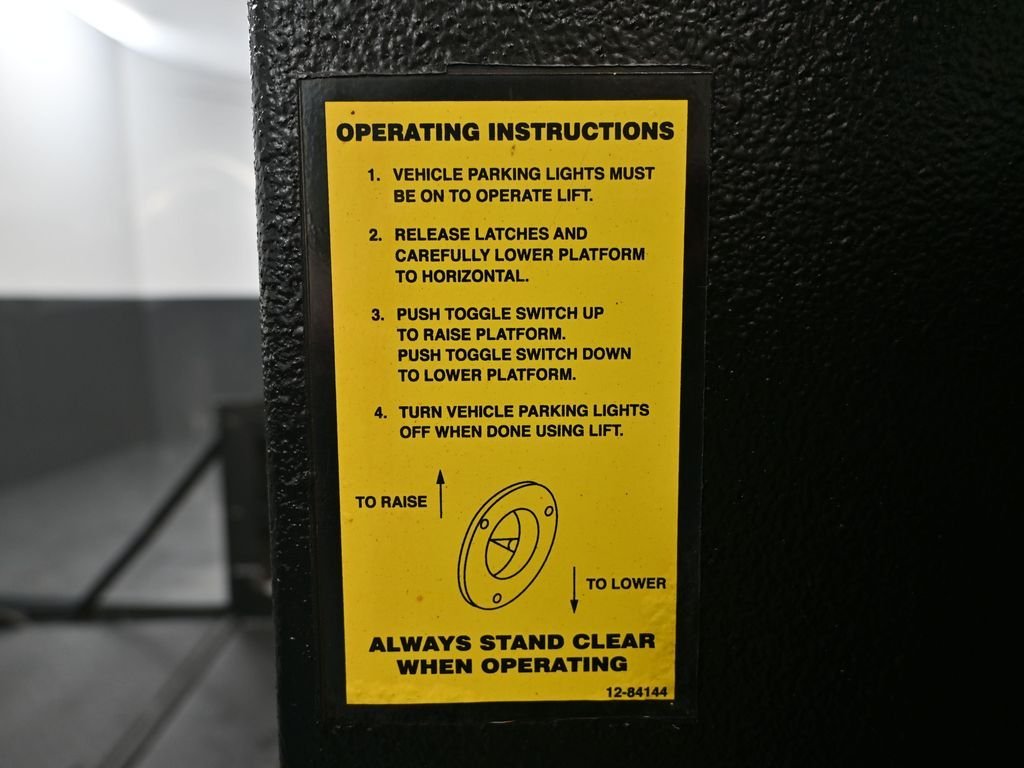 OPERATING INSTRUCTIONS
1. VEHICLE PARKING LIGHTS MUST
BE ON TO OPERATE LIFT.
2. RELEASE LATCHES AND
CAREFULLY LOWER PLATFORM
TO HORIZONTAL.
3. PUSH TOGGLE SWITCH UP
TO RAISE PLATFORM.
PUSH TOGGLE SWITCH DOWN
TO LOWER PLATFORM.
4. TURN VEHICLE PARKING LIGHTS
OFF WHEN DONE USING LIFT.
TO RAISE
TO LOWER
ALWAYS STAND CLEAR
WHEN OPERATING
12-84144